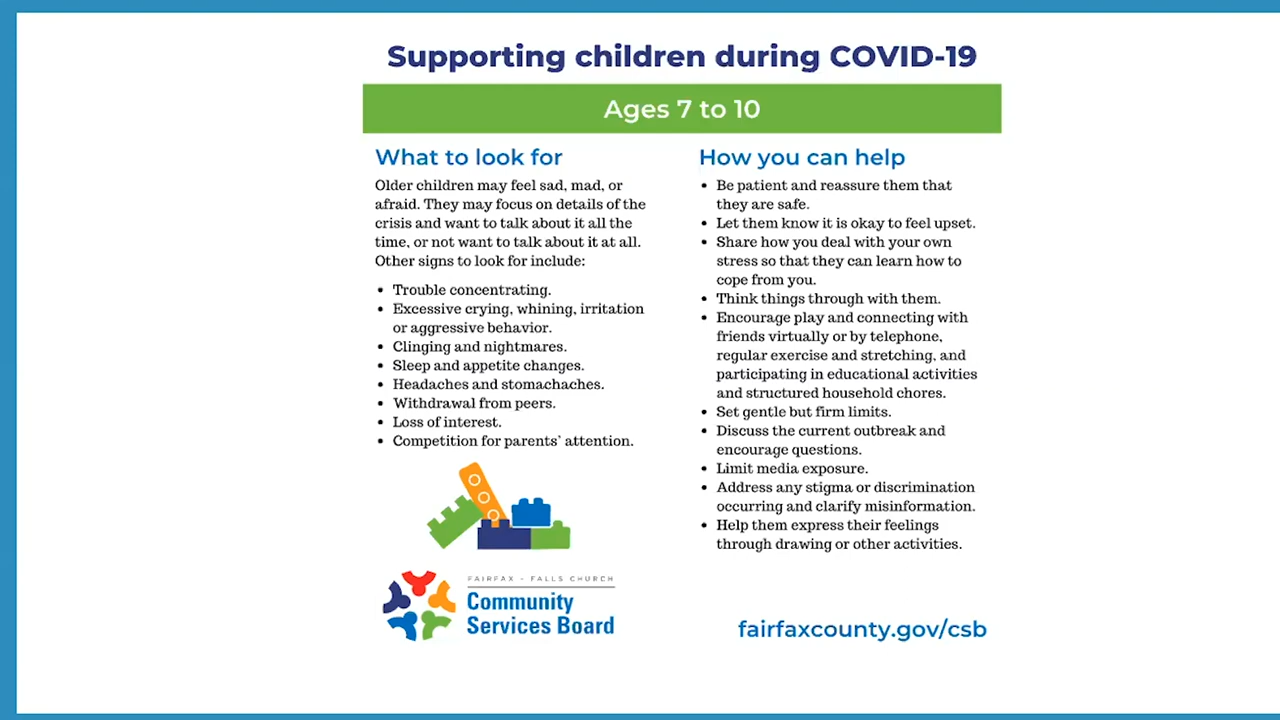 Supporting children during COVID-19
Ages 7 to 10
What to look for
Older children may feel sad, mad, or
afraid. They may focus on details of the
crisis and want to talk about it all the
time, or not want to talk about it at all.
Other signs to look for include:
• Trouble concentrating.
• Excessive crying, whining, irritation
or aggressive behavior.
• Clinging and nightmares.
• Sleep and appetite changes.
• Headaches and stomachaches.
• Withdrawal from peers.
• Loss of interest.
• Competition for parents' attention.
How you can help
• Be patient and reassure them that
they are safe.
• Let them know it is okay to feel upset.
• Share how you deal with your own
stress so that they can learn how to
cope from you.
• Think things through with them.
• Encourage play and connecting with
friends virtually or by telephone,
regular exercise and stretching, and
participating in educational activities
and structured household chores.
• Set gentle but firm limits.
• Discuss the current outbreak and
encourage questions.
• Limit media exposure.
• Address any stigma or discrimination
occurring and clarify misinformation.
• Help them express their feelings
through drawing or other activities.
FAIRFAX - FALLS CHURCH
Community
Services Board
fairfaxcounty.gov/csb